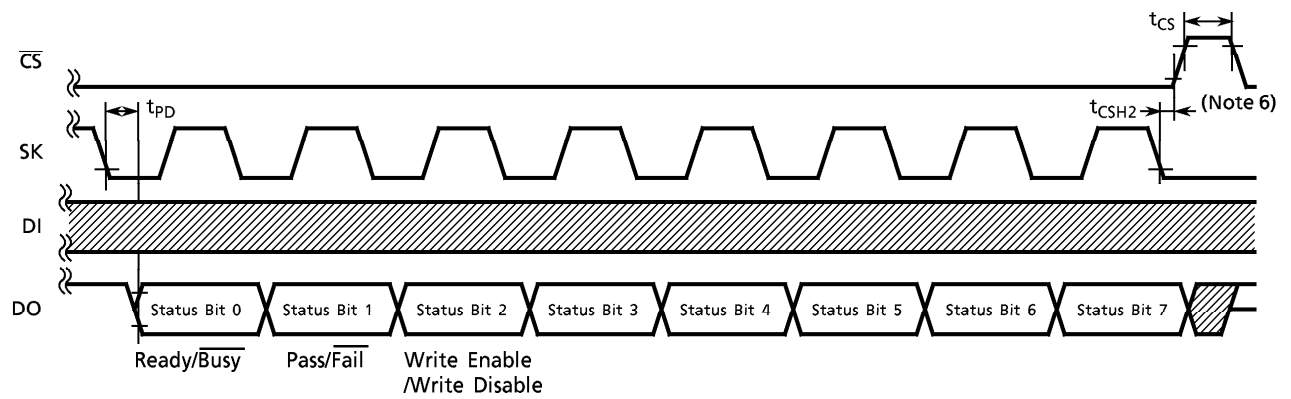 tCS
CS
tPD
tCSH2
(Note 6)
SK
DI
DO
Status Bit 0
Status Bit 1
Status Bit 2
Status Bit 3
Status Bit 4
Status Bit 5
Status Bit 6
Status Bit 7
Ready/Busy
Pass/Fail
Write Enable
/Write Disable